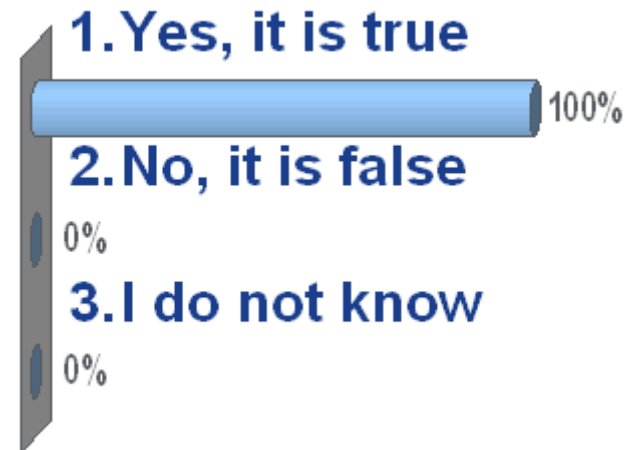 1.Yes, it is true
100%
2.No, it is false
0%
3.I do not know
0%